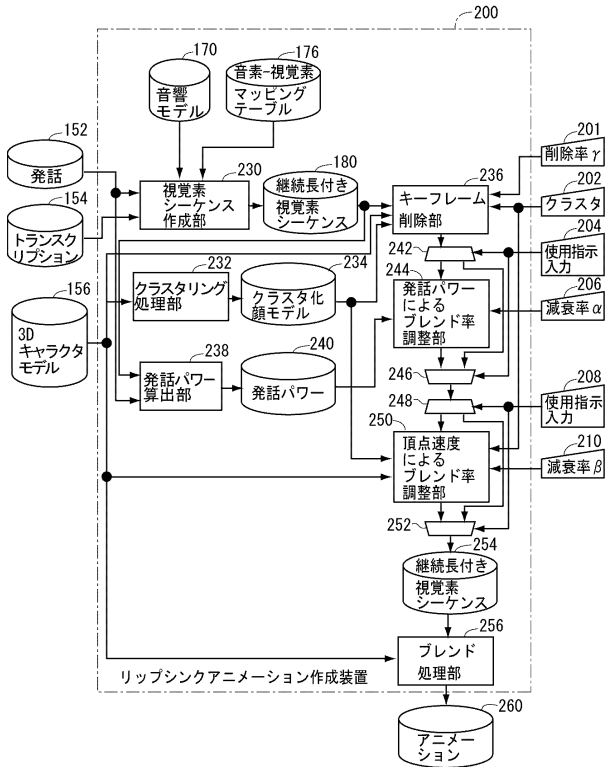 200
170
音響
モデル
176
音素-視覚素
マッピング
テーブル
152
発話
154
トランスク
リプション
156
3D
キャラクタ
モデル
230
視覚素
シーケンス
作成部
180
継続長付き
視覚素
シーケンス
236
キーフレーム
削除部
201
削除率γ
202
クラスタ
204
使用指示
入力
206
減衰率α
208
使用指示
入力
210
減衰率β
232
クラスタリング
処理部
234
クラスタ化
顔モデル
238
発話パワー
算出部
240
発話パワー
242
244
発話パワー
による
ブレンド率
調整部
246
248
250
頂点速度
による
ブレンド率
調整部
252
254
継続長付き
視覚素
シーケンス
256
ブレンド
処理部
リップシンクアニメーション作成装置
260
アニメー
ション